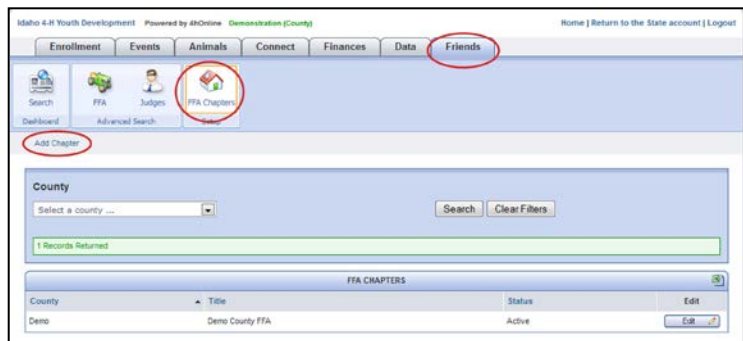 Idaho 4-H Youth Development Powered by 4hOnline Demonstration (County) Home | Return to the State account | Logout
Enrollment Events Animals Connect Finances Data Friends
Search FFA Judges FFA Chapters
Dashboard Advanced Search Setup
Add Chapter
County
Select a county ... Search Clear Filters
1 Records Returned
FFA CHAPTERS
County Title Status Edit
Demo Demo County FFA Active Edit